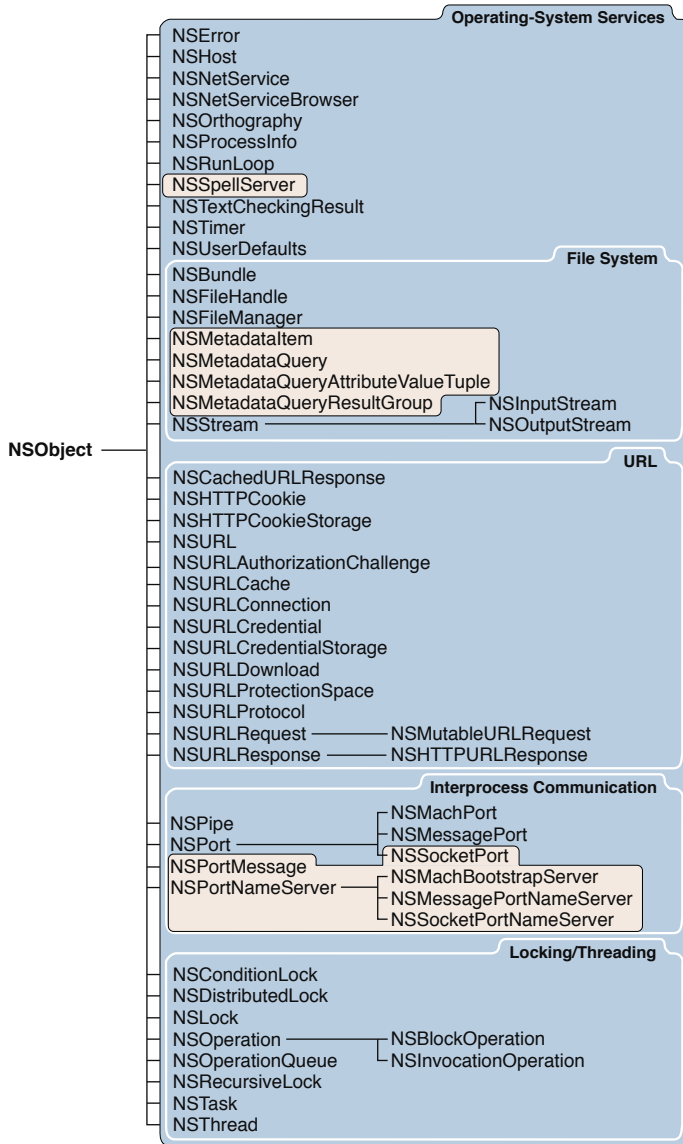 Operating-System Services
NSError
NSHost
NSNetService
NSNetServiceBrowser
NSOrthography
NSProcessInfo
NSRunLoop
NSSpellServer
NSTextCheckingResult
NSTimer
NSUserDefaults
File System
NSBundle
NSFileHandle
NSFileManager
NSMetadataItem
NSMetadataQuery
NSMetadataQueryAttributeValueTuple
NSMetadataQueryResultGroup
NSInputStream
NSStream
NSOutputStream
NSObject
URL
NSCachedURLResponse
NSHTTPCookie
NSHTTPCookieStorage
NSURL
NSURLAuthorizationChallenge
NSURLCache
NSURLConnection
NSURLCredential
NSURLCredentialStorage
NSURLDownload
NSURLProtectionSpace
NSURLProtocol
NSURLRequest
NSMutableURLRequest
NSURLResponse
NSHTTPURLResponse
Interprocess Communication
NSPipe
NSMachPort
NSPort
NSMessagePort
NSSocketPort
NSPortMessage
NSPortNameServer
NSMachBootstrapServer
NSMessagePortNameServer
NSSocketPortNameServer
Locking/Threading
NSConditionLock
NSDistributedLock
NSLock
NSOperation
NSBlockOperation
NSOperationQueue
NSInvocationOperation
NSRecursiveLock
NSTask
NSThread